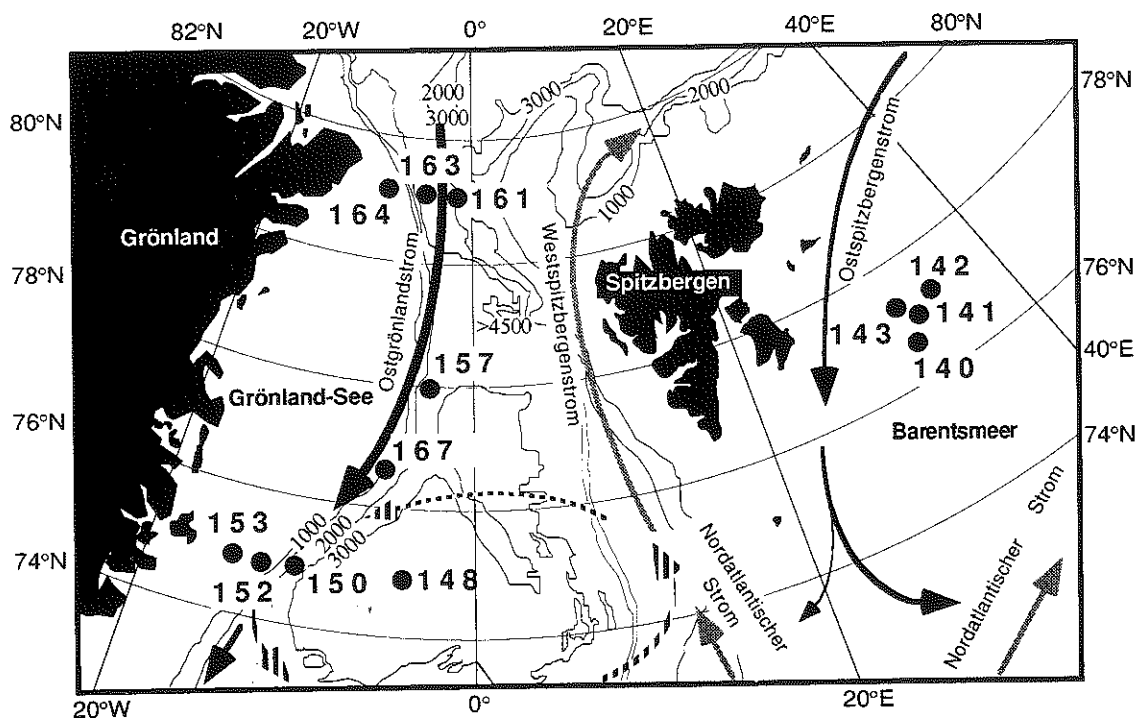 82°N
20°W
0°
20°E
40°E
80°N
78°N
80°N
2000
3000
3000
2000
163
164
161
1000
Grönland
Ostgrönlandstrom
Westspitzbergenstrom
Spitzbergen
Ostspitzbergenstrom
142
141
143
140
76°N
78°N
>4500
40°E
157
Grönland-See
76°N
167
Barentsmeer
74°N
153
1000
2000
3000
74°N
152
150
148
Nordatlantischer
Strom
Nordatlantischer
Strom
20°W
0°
20°E